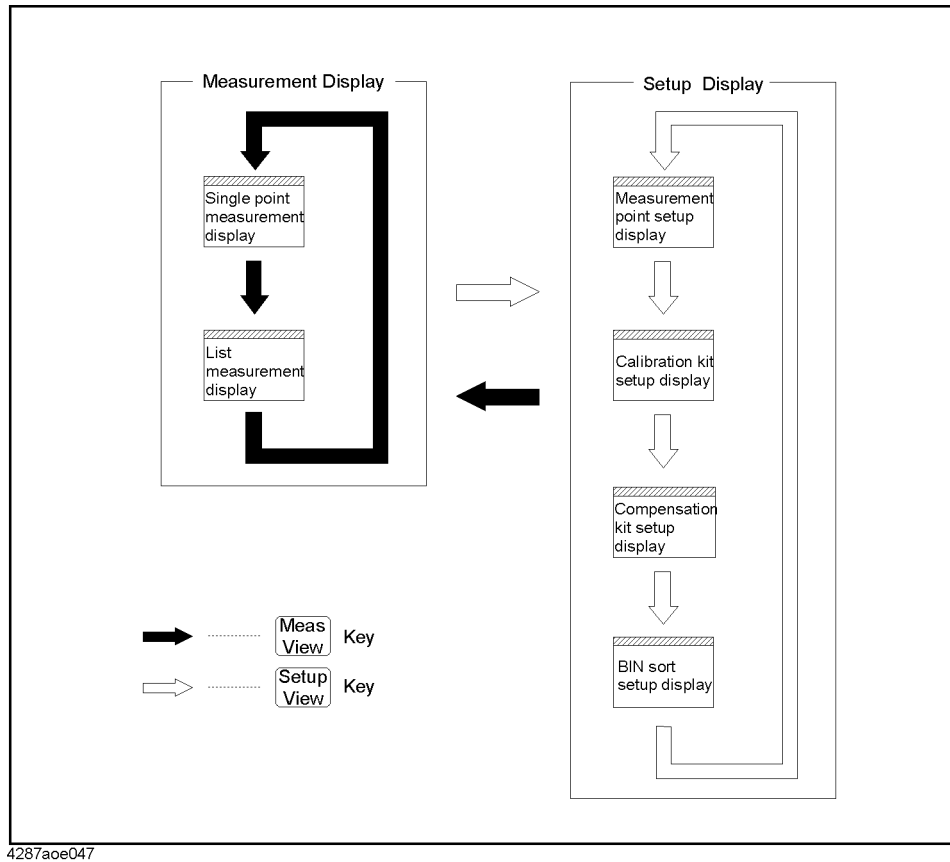 Measurement Display
Single point
measurement
display
List
measurement
display
Setup Display
Measurement
point setup
display
Calibration kit
setup display
Compensation
kit setup
display
BIN sort
setup display
Meas
View
Key
Setup
View
Key
4287aoe047